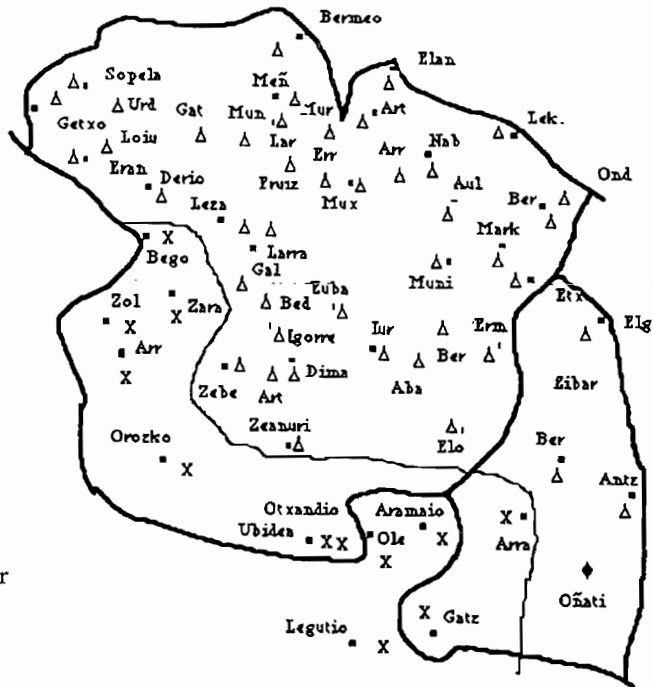 Bermeo
Elan
Sopela
Meñ
Urd
Gat
Mun
Mur
Art
Lek.
Getxo
Loiu
Lar
Err
Arr
Nab
Ond
Eran
Derio
Fruiz
Mux
Aul
Ber
Leza
Larra
Mark
Bego
Gal
Muni
Etx
Zol
Zara
Bed
Euba
Elg
X
Arr
Igorre
Iur
Ber
Erm
Zebe
Art
Dima
Aba
Eibar
Orozko
Zeanuri
Elo
Ber
Antz
Otxandio
Aramaio
Ubidea
X X
Ole
X
Arra
r
Oñati
Legutio
X
Gatz